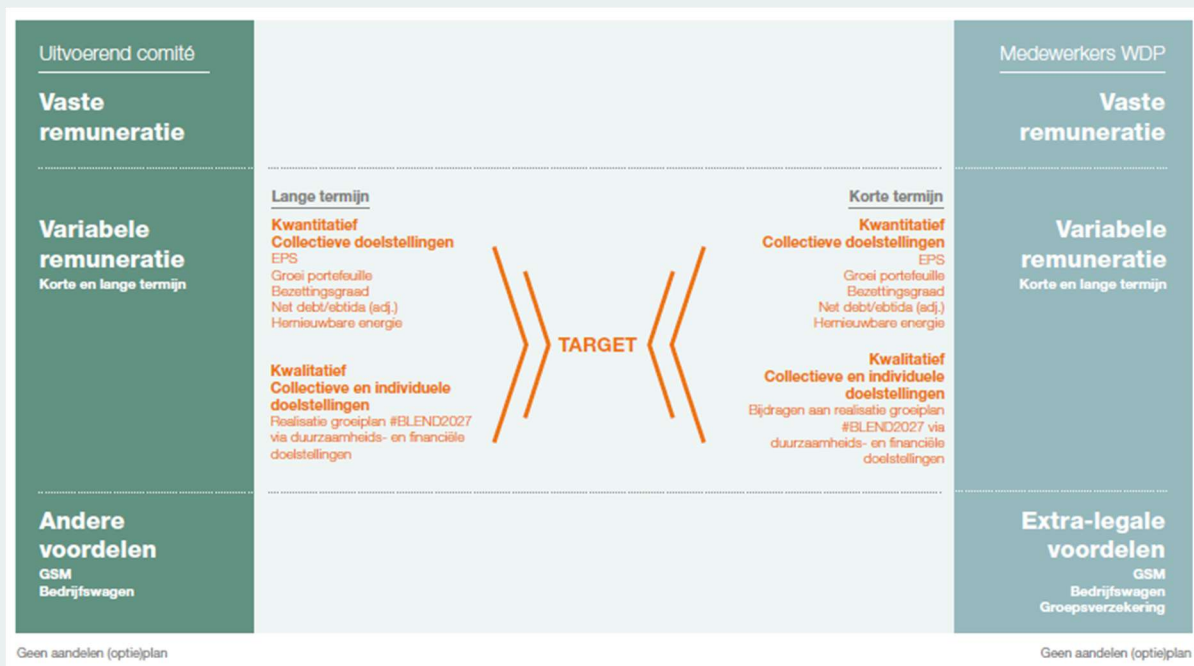 Uitvoerend comité
Vaste
remuneratie
Variabele
remuneratie
Korte en lange termijn
Andere
voordelen
GSM
Bedrijfswagen
Lange termijn
Kwantitatief
Collectieve doelstellingen
EPS
Groei portefeuille
Bezettingsgraad
Net debt/ebtida (adj.)
Hernieuwbare energie
Kwalitatief
Collectieve en individuele
doelstellingen
Realisatie groeiplan #BLEND2027
via duurzaamheids- en financiële
doelstellingen
TARGET
Korte termijn
Kwantitatief
Collectieve doelstellingen
EPS
Groei portefeuille
Bezettingsgraad
Net debt/ebtida (adj.)
Hernieuwbare energie
Kwalitatief
Collectieve en individuele
doelstellingen
Bijdragen aan realisatie groeiplan
#BLEND2027 via
duurzaamheids- en financiële
doelstellingen
Medewerkers WDP
Vaste
remuneratie
Variabele
remuneratie
Korte en lange termijn
Extra-legale
voordelen
GSM
Bedrijfswagen
Groepsverzekering
Geen aandelen (optie)plan
Geen aandelen (optie)plan